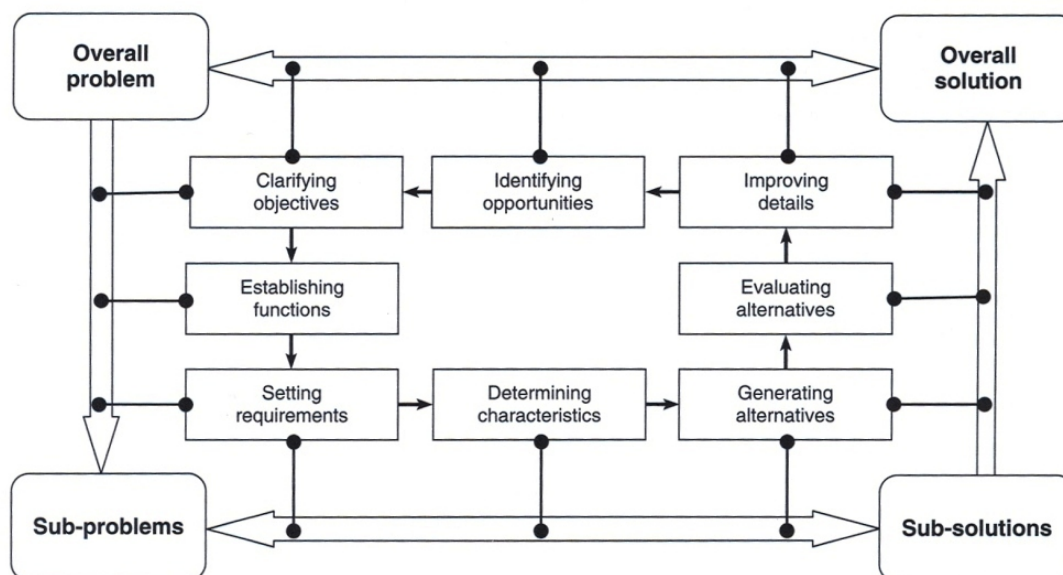 Overall
problem
Overall
solution
Clarifying
objectives
Identifying
opportunities
Improving
details
Establishing
functions
Evaluating
alternatives
Setting
requirements
Determining
characteristics
Generating
alternatives
Sub-problems
Sub-solutions